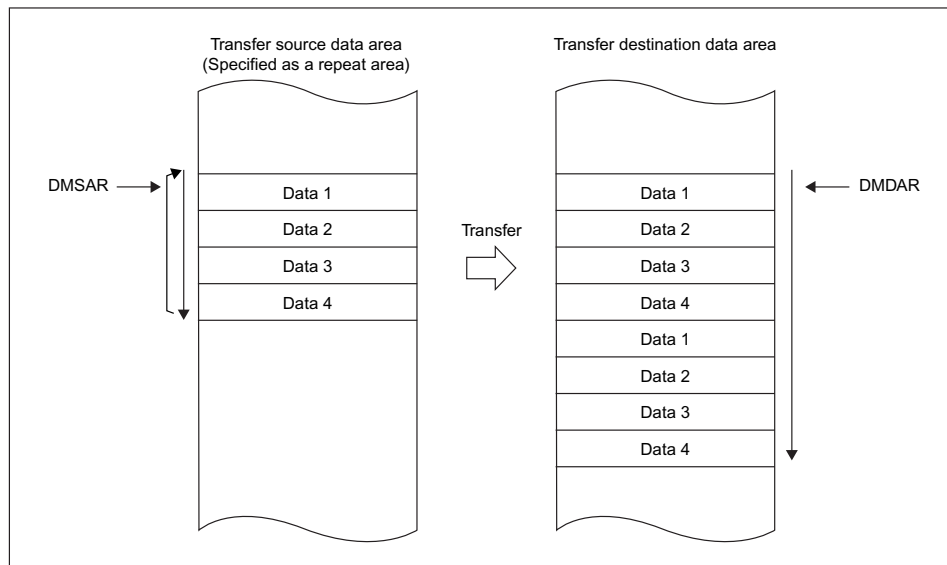 Transfer source data area
(Specified as a repeat area)
Transfer destination data area
DMSAR
Data 1
Data 2
Data 3
Data 4
Transfer
Data 1
Data 2
Data 3
Data 4
Data 1
Data 2
Data 3
Data 4
DMDAR